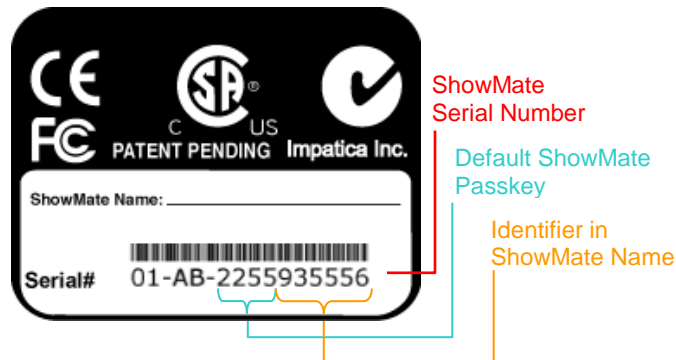 CE
FC
CSA ®
C US
PATENT PENDING
Impatica Inc.
ShowMate Name:
Serial# 01-AB-2255935556
ShowMate
Serial Number
Default ShowMate
Passkey
Identifier in
ShowMate Name